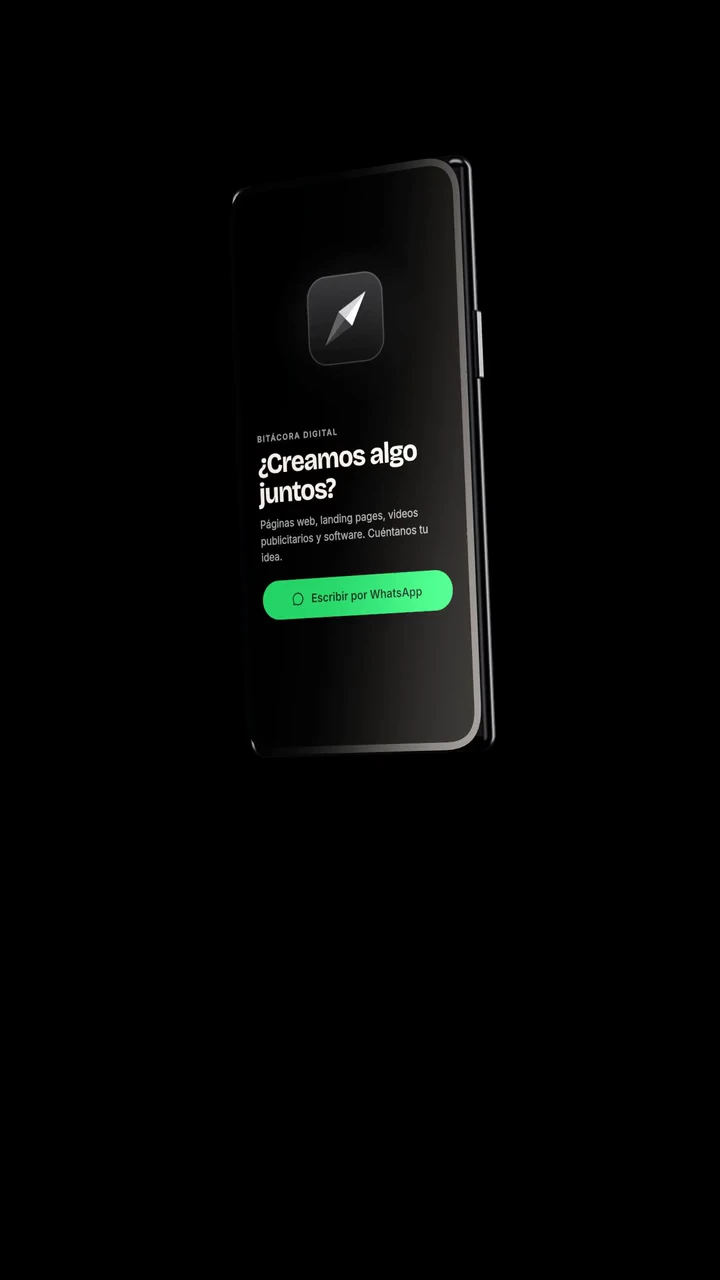 BITÁCORA DIGITAL
¿Creamos algo
juntos?
Páginas web, landing pages, videos
publicitarios y software. Cuéntanos tu
idea.
Escribir por WhatsApp